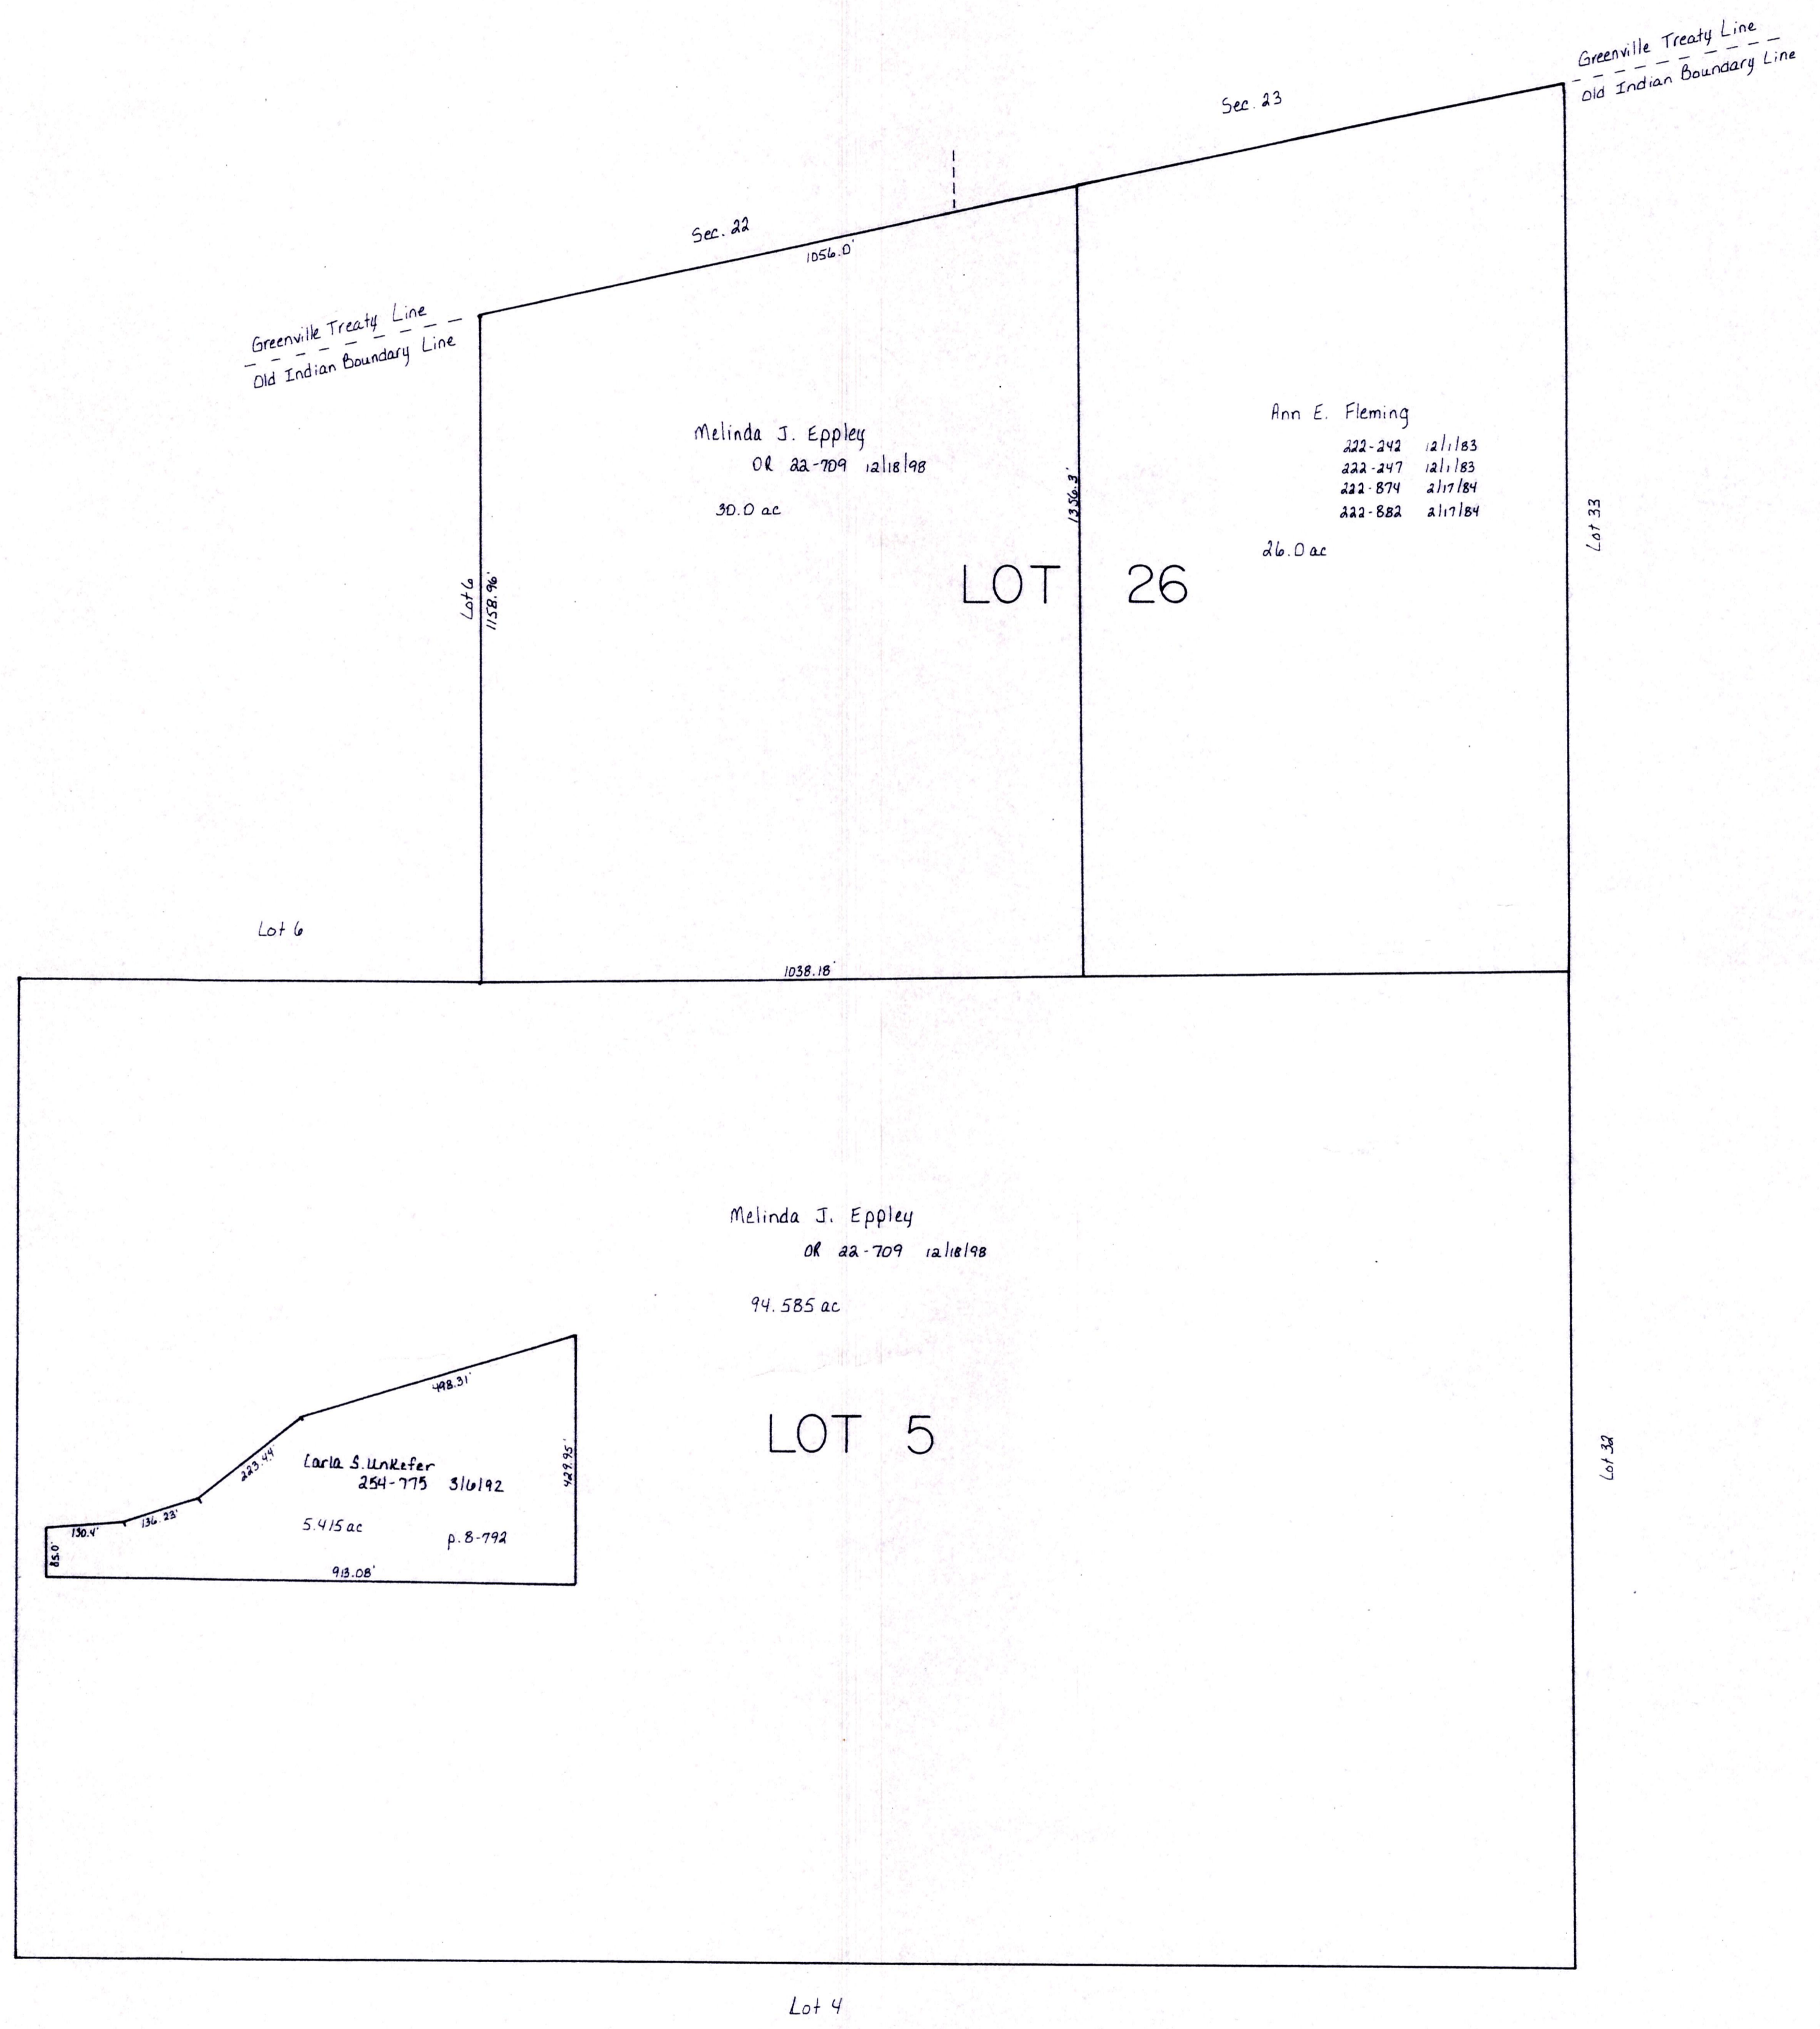 Greenville Treaty Line
Old Indian Boundary Line
Sec. 23
Sec. 22
1056.0'
Greenville Treaty Line
Old Indian Boundary Line
Ann E. Fleming
222-242 12/1/83
222-247 12/1/83
222-874 2/17/84
222-882 2/17/84
26.0 ac
Melinda J. Eppley
OR 22-709 12/18/98
30.0 ac
1356.3'
Lot 33
LOT 26
Lot 6
1158.96'
Lot 6
1038.18'
Melinda J. Eppley
OR 22-709 12/18/98
94.585 ac
498.31'
LOT 5
429.95'
Lot 32
223.44'
Carla S. Unkefer
254-775 3/6/92
5.415 ac
p. 8-792
136.23'
130.4'
85.0'
913.08'
Lot 4